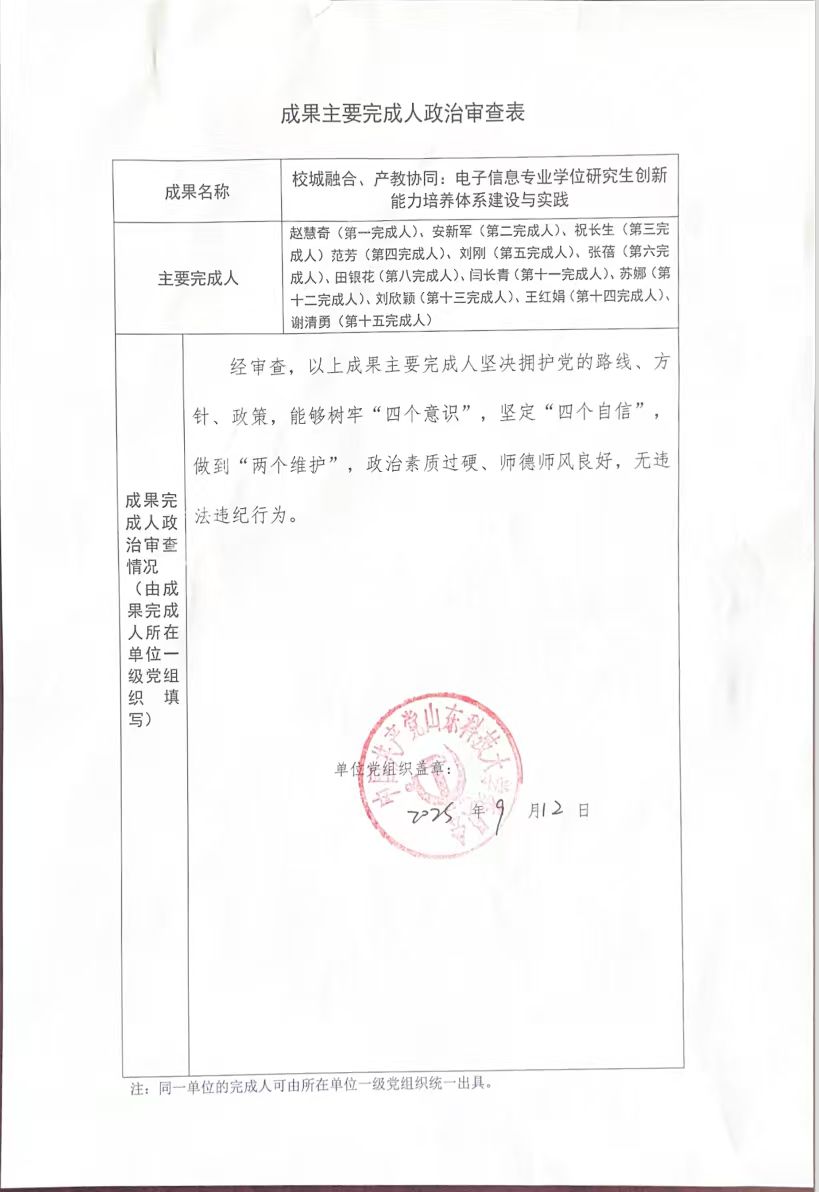 成果主要完成人政治审查表
成果名称
校城融合、产教协同：电子信息专业学位研究生创新
能力培养体系建设与实践
主要完成人
赵慧奇（第一完成人）、安新军（第二完成人）、祝长生（第三完
成人）范芳（第四完成人）、刘刚（第五完成人）、张蓓（第六完
成人）、田银花（第八完成人）、闫长青（第十一完成人）、苏娜（第
十二完成人）、刘欣颖（第十三完成人）、王红娟（第十四完成人）、
谢清勇（第十五完成人）
成果完
成人政
治审查
情况
（由成
果完成
人所在
单位一
级党组
织填
写）
经审查，以上成果主要完成人坚决拥护党的路线、方
针、政策，能够树牢“四个意识”，坚定“四个自信”，
做到“两个维护”，政治素质过硬、师德师风良好，无违
法违纪行为。
中国共产党山东科技大学委员会
单位党组织盖章：
2025年9月12日
注：同一单位的完成人可由所在单位一级党组织统一出具。